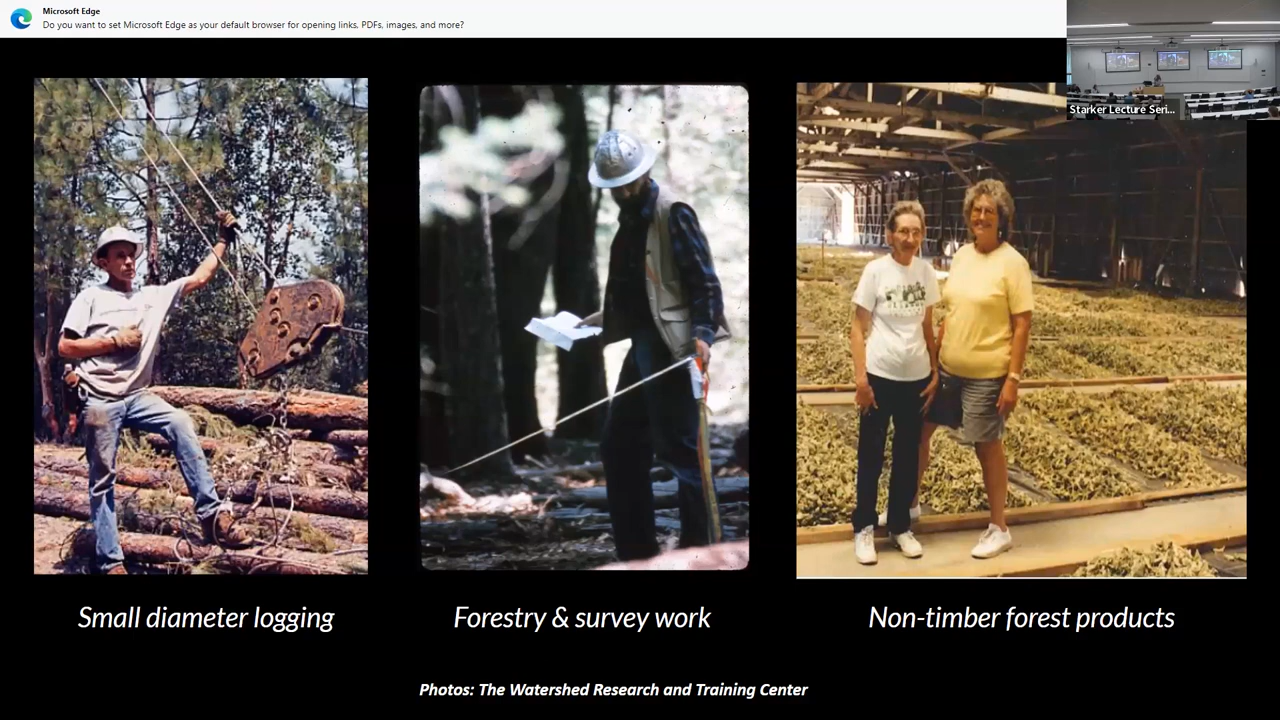 Microsoft Edge
Do you want to set Microsoft Edge as your default browser for opening links, PDFs, images, and more?
Starker Lecture Seri...
Small diameter logging
Forestry & survey work
Non-timber forest products
Photos: The Watershed Research and Training Center